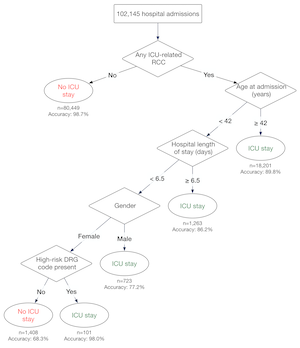 102,145 hospital admissions
Any ICU-related
RCC
No
Yes
No ICU
stay
n=80,449
Accuracy: 98.7%
Age at admission
(years)
< 42
≥ 42
Hospital length
of stay (days)
ICU stay
n=18,201
Accuracy: 89.8%
< 6.5
≥ 6.5
Gender
ICU stay
n=1,263
Accuracy: 86.2%
Female
Male
High-risk DRG
code present
ICU stay
n=723
Accuracy: 77.2%
No
Yes
No ICU
stay
ICU stay
n=1,408
Accuracy: 68.3%
n=101
Accuracy: 98.0%